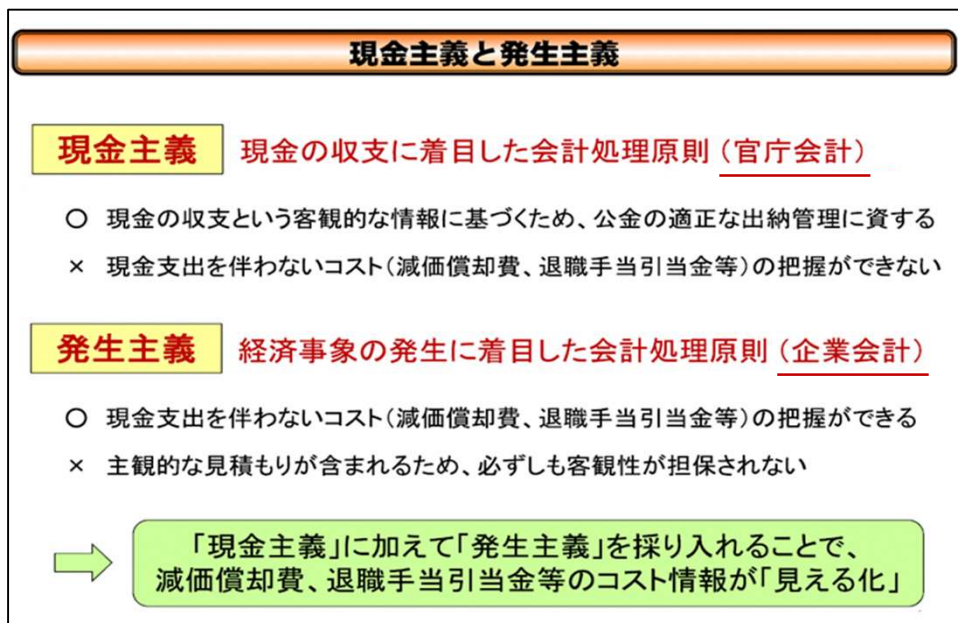 現金主義と発生主義
現金主義 現金の収支に着目した会計処理原則(官庁会計)
○ 現金の収支という客観的な情報に基づくため、公金の適正な出納管理に資する
× 現金支出を伴わないコスト(減価償却費、退職手当引当金等)の把握ができない
発生主義 経済事象の発生に着目した会計処理原則(企業会計)
○ 現金支出を伴わないコスト(減価償却費、退職手当引当金等)の把握ができる
× 主観的な見積もりが含まれるため、必ずしも客観性が担保されない
「現金主義」に加えて「発生主義」を採り入れることで、
減価償却費、退職手当引当金等のコスト情報が「見える化」